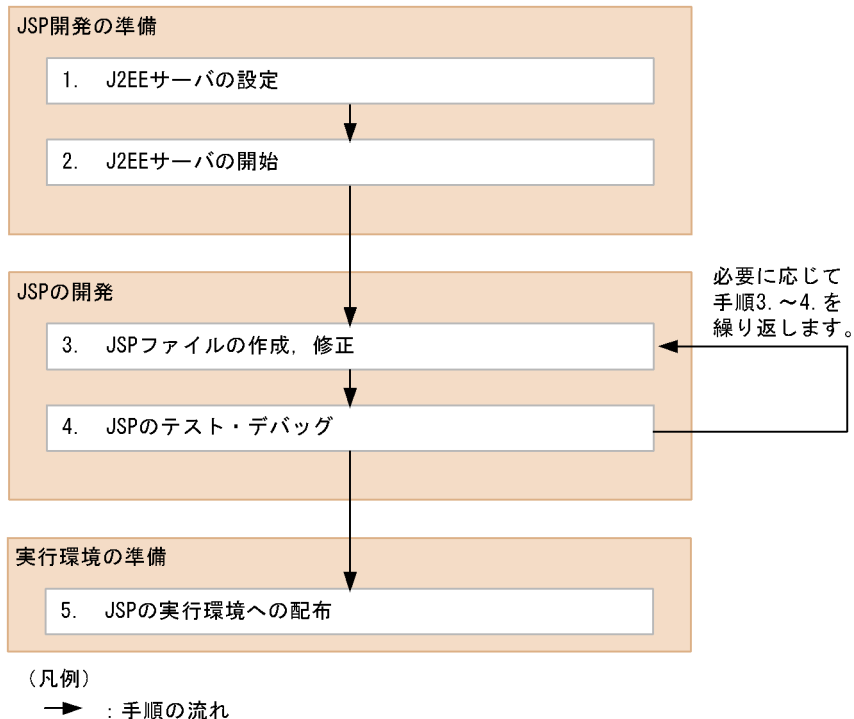 JSP開発の準備
1. J2EEサーバの設定
2. J2EEサーバの開始
JSPの開発
必要に応じて
手順3.～4.を
繰り返します。
3. JSPファイルの作成，修正
4. JSPのテスト・デバッグ
実行環境の準備
5. JSPの実行環境への配布
（凡例）
：手順の流れ